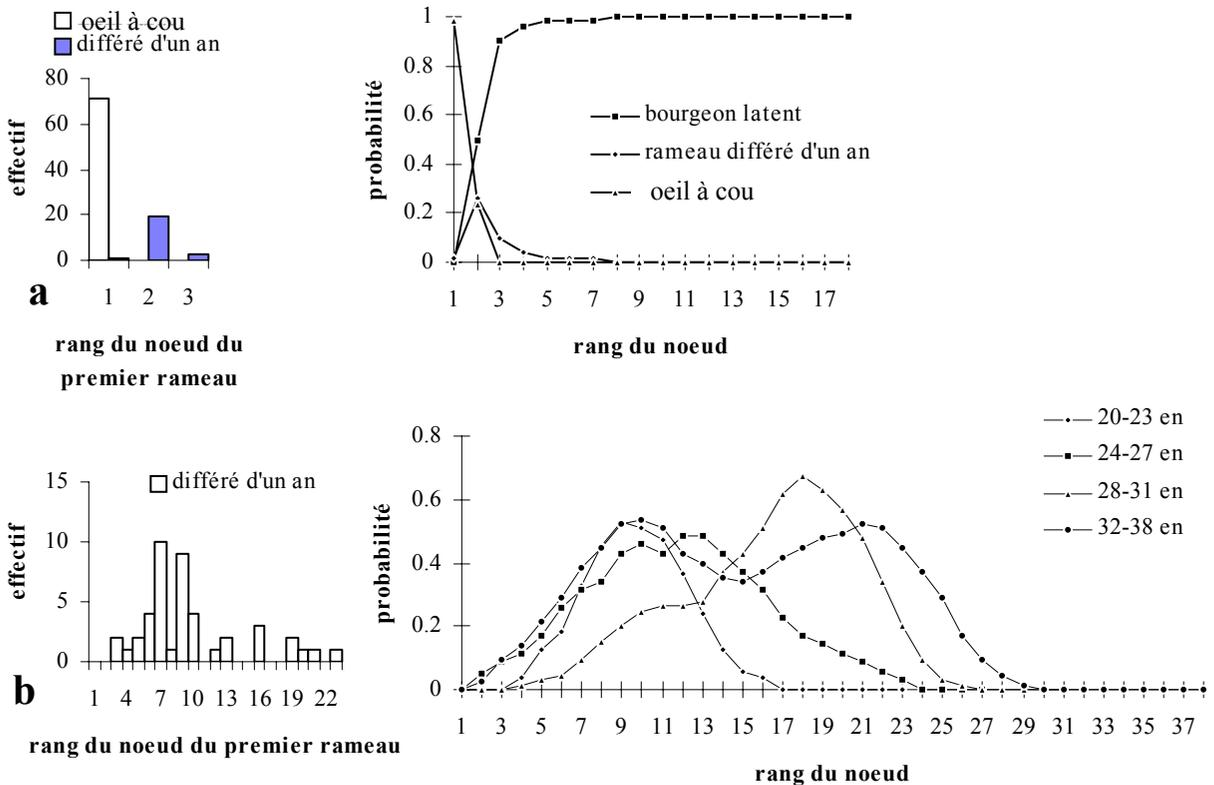 oeil à cou
différé d'un an
80
60
40
20
0
effectif
1 2 3
a
rang du noeud du
premier rameau
1
0.8
0.6
0.4
0.2
0
probabilité
bourgeon latent
rameau différé d'un an
oeil à cou
1 3 5 7 9 11 13 15 17
rang du noeud
15
10
5
0
effectif
différé d'un an
1 4 7 10 13 16 19 22
b
rang du noeud du premier rameau
0.8
0.6
0.4
0.2
0
probabilité
20-23 en
24-27 en
28-31 en
32-38 en
1 3 5 7 9 11 13 15 17 19 21 23 25 27 29 31 33 35 37
rang du noeud